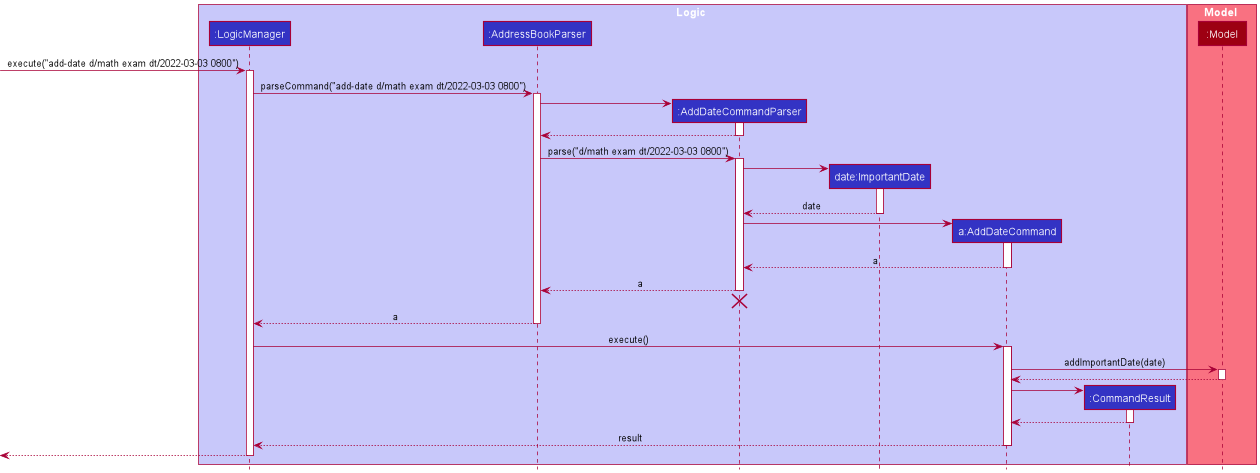 Logic
Model
:LogicManager
:AddressBookParser
:Model
execute("add-date d/math exam dt/2022-03-03 0800")
parseCommand("add-date d/math exam dt/2022-03-03 0800")
:AddDateCommandParser
parse("d/math exam dt/2022-03-03 0800")
date:ImportantDate
date
a:AddDateCommand
a
a
a
execute()
addImportantDate(date)
:CommandResult
result